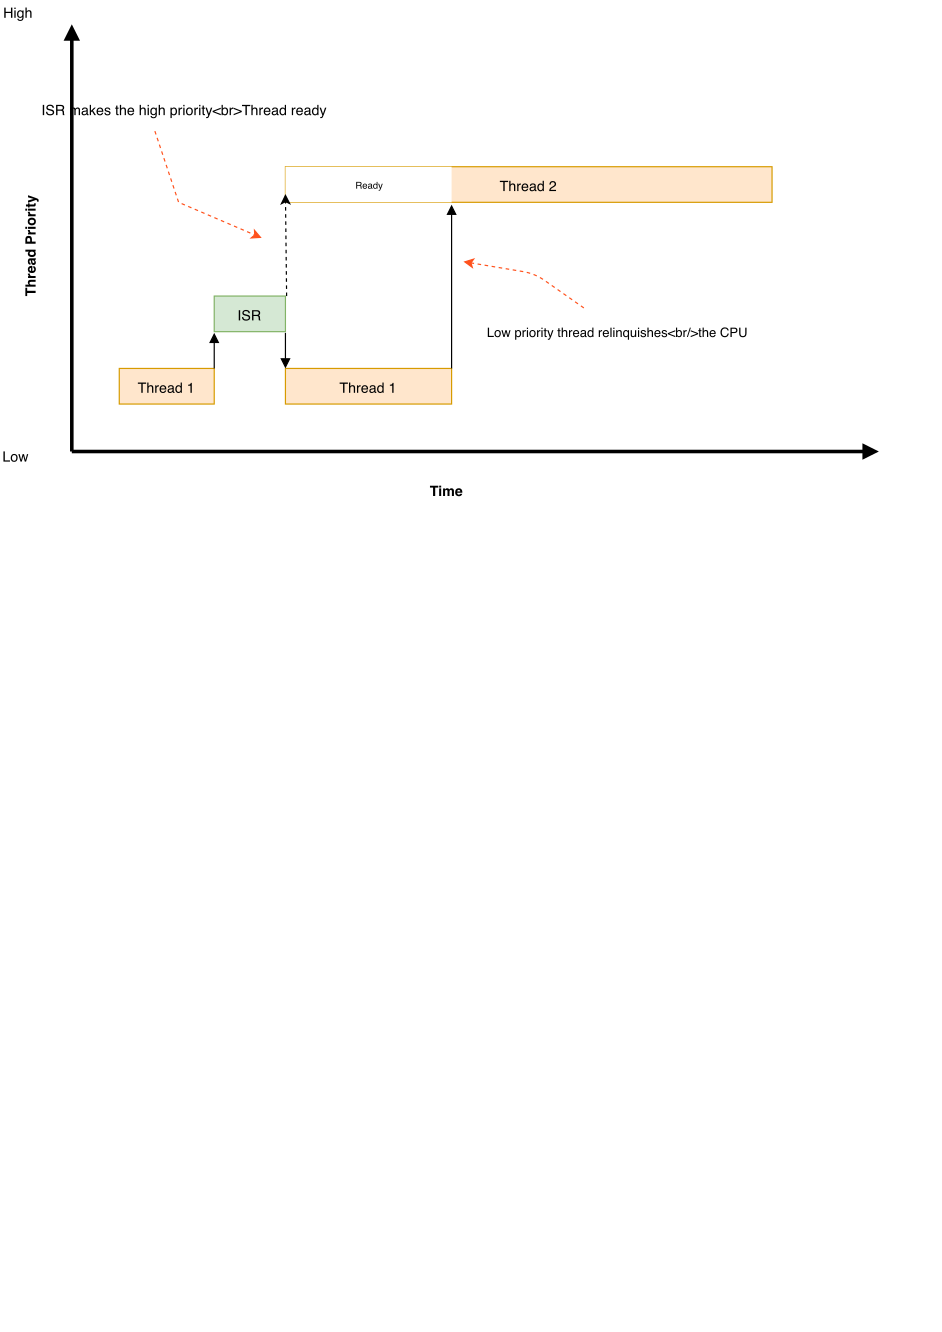 High
ISR makes the high priority<br>Thread ready
Ready
Thread 2
Thread Priority
ISR
Low priority thread relinquishes<br/>the CPU
Thread 1
Thread 1
Low
Time